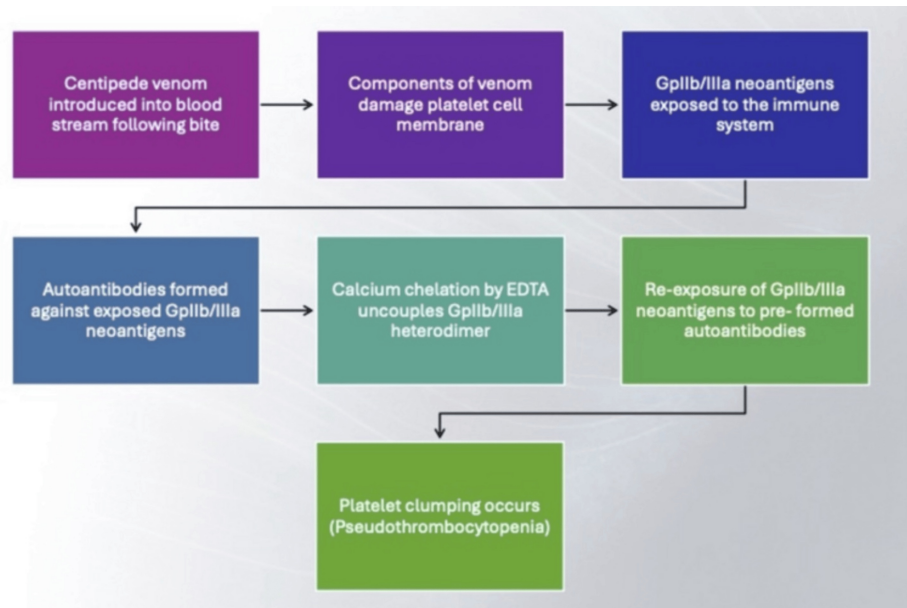 Centipede venom
introduced into blood
stream following bite
Components of venom
damage platelet cell
membrane
GpIIb/IIIa neoantigens
exposed to the immune
system
Autoantibodies formed
against exposed GpIIb/IIIa
neoantigens
Calcium chelation by EDTA
uncouples GpIIb/IIIa
heterodimer
Re-exposure of GpIIb/IIIa
neoantigens to pre- formed
autoantibodies
Platelet clumping occurs
(Pseudothrombocytopenia)